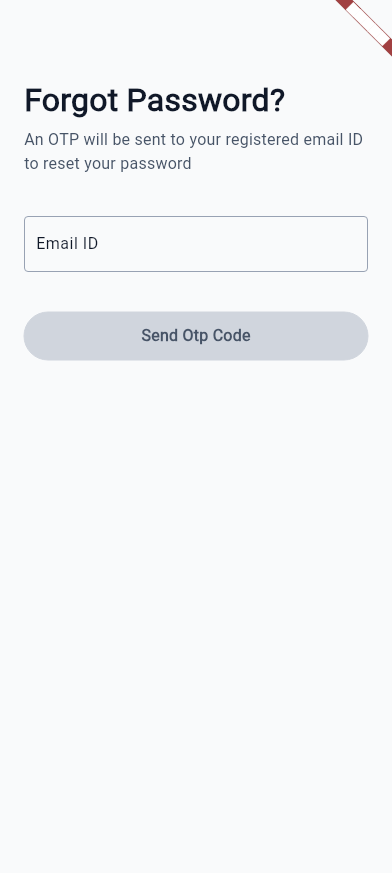 Forgot Password?
An OTP will be sent to your registered email ID
to reset your password
Email ID
Send Otp Code